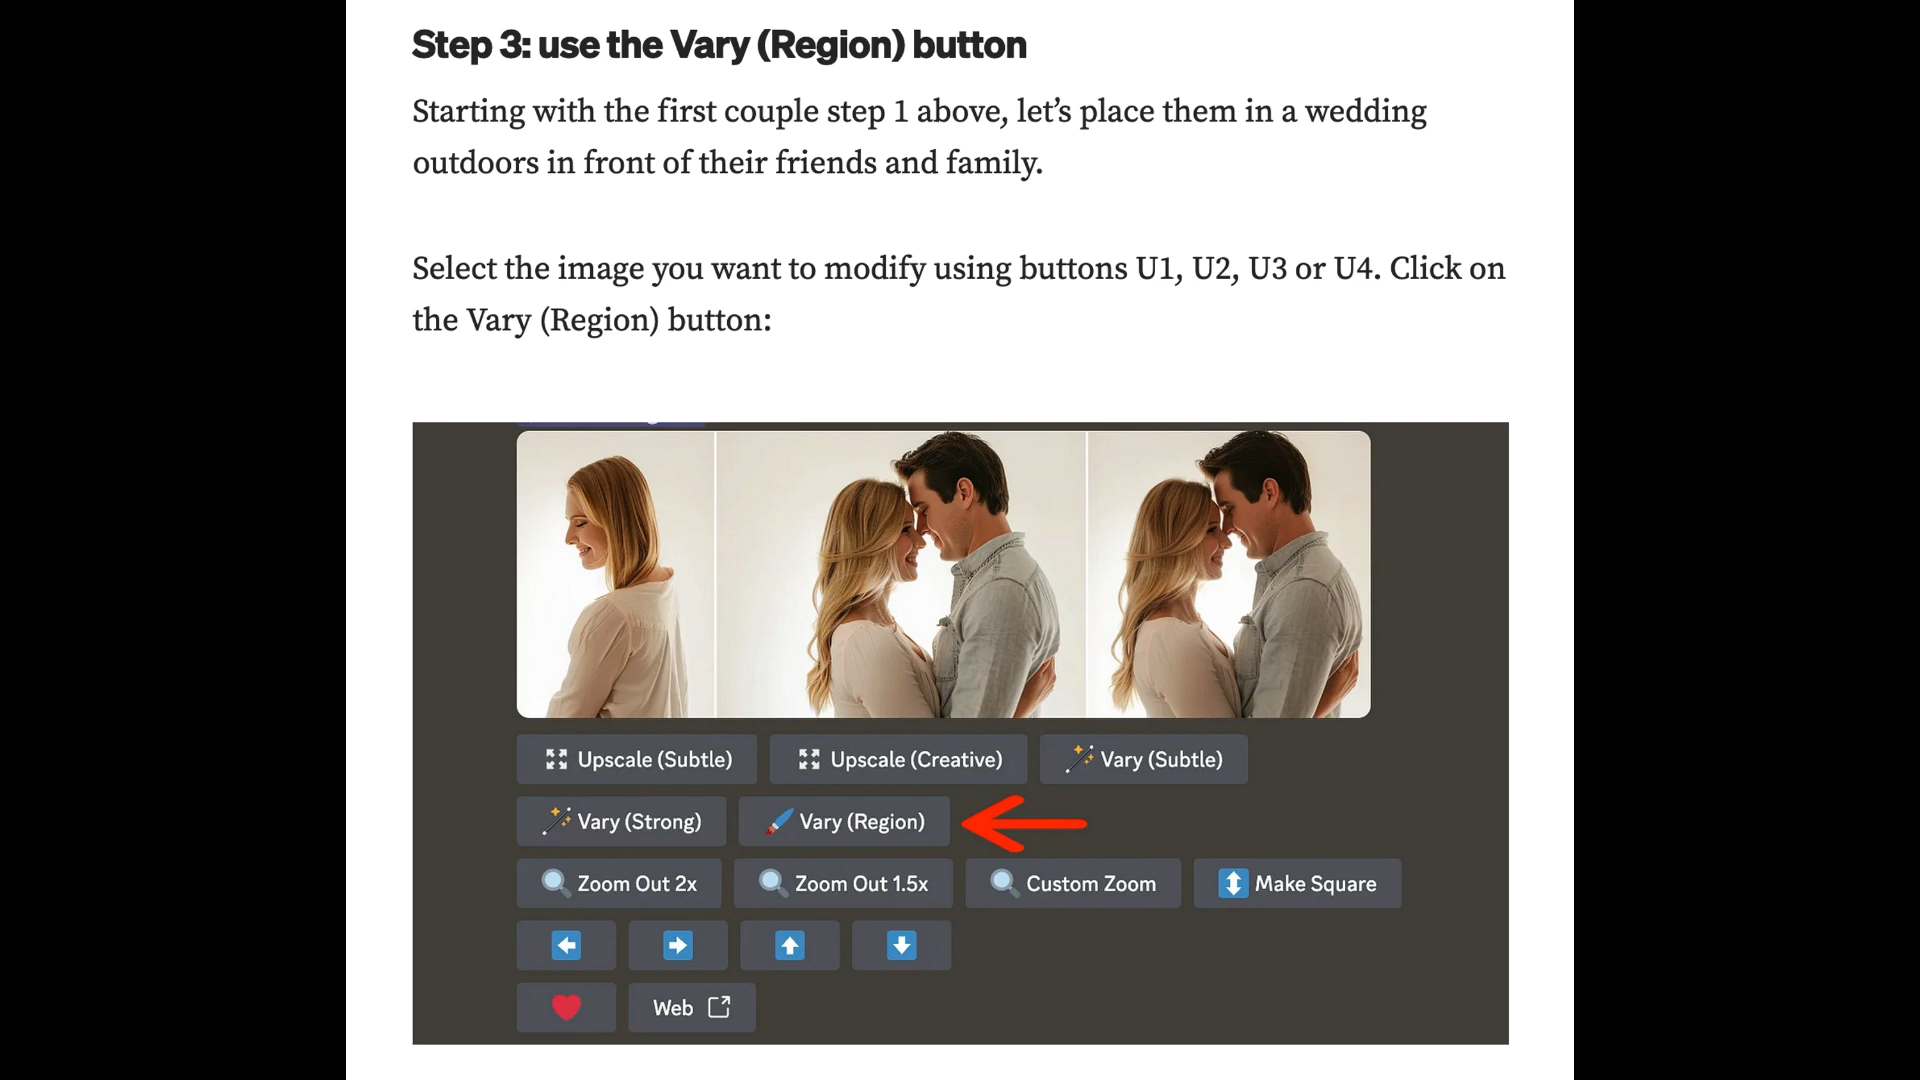 Step 3: use the Vary (Region) button
Starting with the first couple step 1 above, let’s place them in a wedding
outdoors in front of their friends and family.
Select the image you want to modify using buttons U1, U2, U3 or U4. Click on
the Vary (Region) button:
Upscale (Subtle) Upscale (Creative) Vary (Subtle)
Vary (Strong) Vary (Region)
Zoom Out 2x Zoom Out 1.5x Custom Zoom Make Square
Web